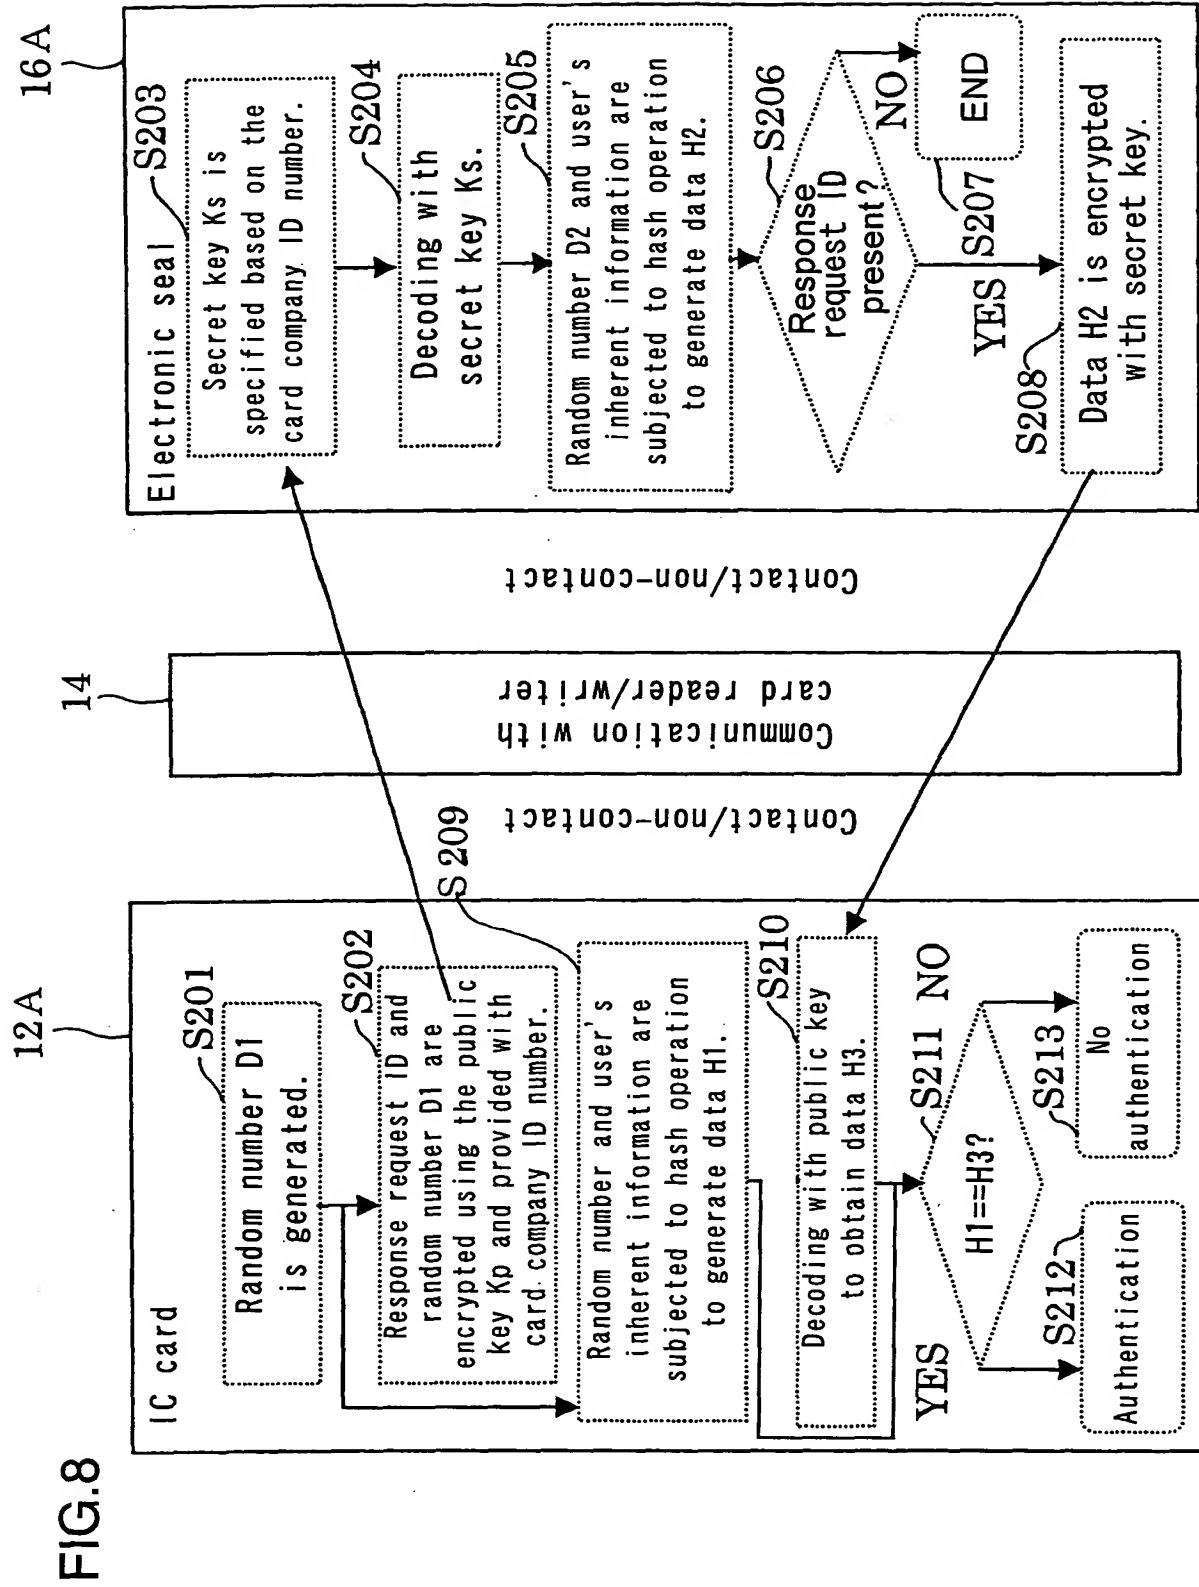 FIG.8
12A
IC card
S201
Random number D1
is generated.
S202
Response request ID and
random number D1 are
encrypted using the public
key Kp and provided with
card company ID number.
S209
Random number and user's
inherent information are
subjected to hash operation
to generate data H1.
S210
Decoding with public key
to obtain data H3.
S211
H1==H3?
YES
NO
S212
Authentication
S213
No
authentication
Contact/non-contact
14
Communication with
card reader/writer
Contact/non-contact
16A
Electronic seal
S203
Secret key Ks is
specified based on the
card company ID number.
S204
Decoding with
secret key Ks.
S205
Random number D2 and user's
inherent information are
subjected to hash operation
to generate data H2.
S206
Response
request ID
present?
NO
S207
END
YES
S208
Data H2 is encrypted
with secret key.